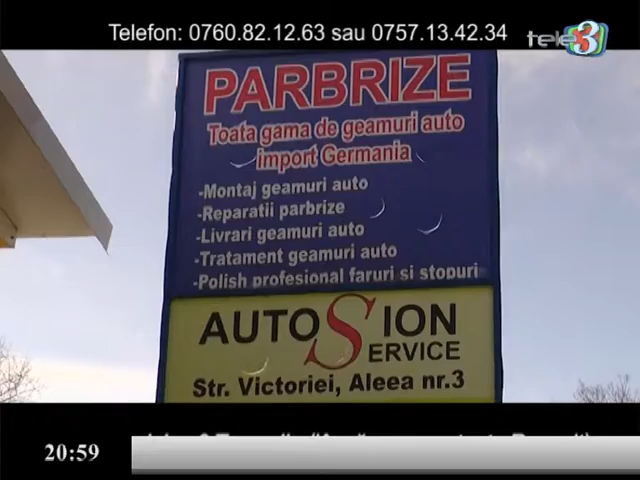 Telefon: 0760.82.12.63 sau 0757.13.42.34
tele 3
PARBRIZE
Toata gama de geamuri auto
import Germania
-Montaj geamuri auto
-Reparatii parbrize
-Livrari geamuri auto
-Tratament geamuri auto
-Polish profesional faruri si stopuri
AUTO SION
SERVICE
Str. Victoriei, Aleea nr.3
20:59